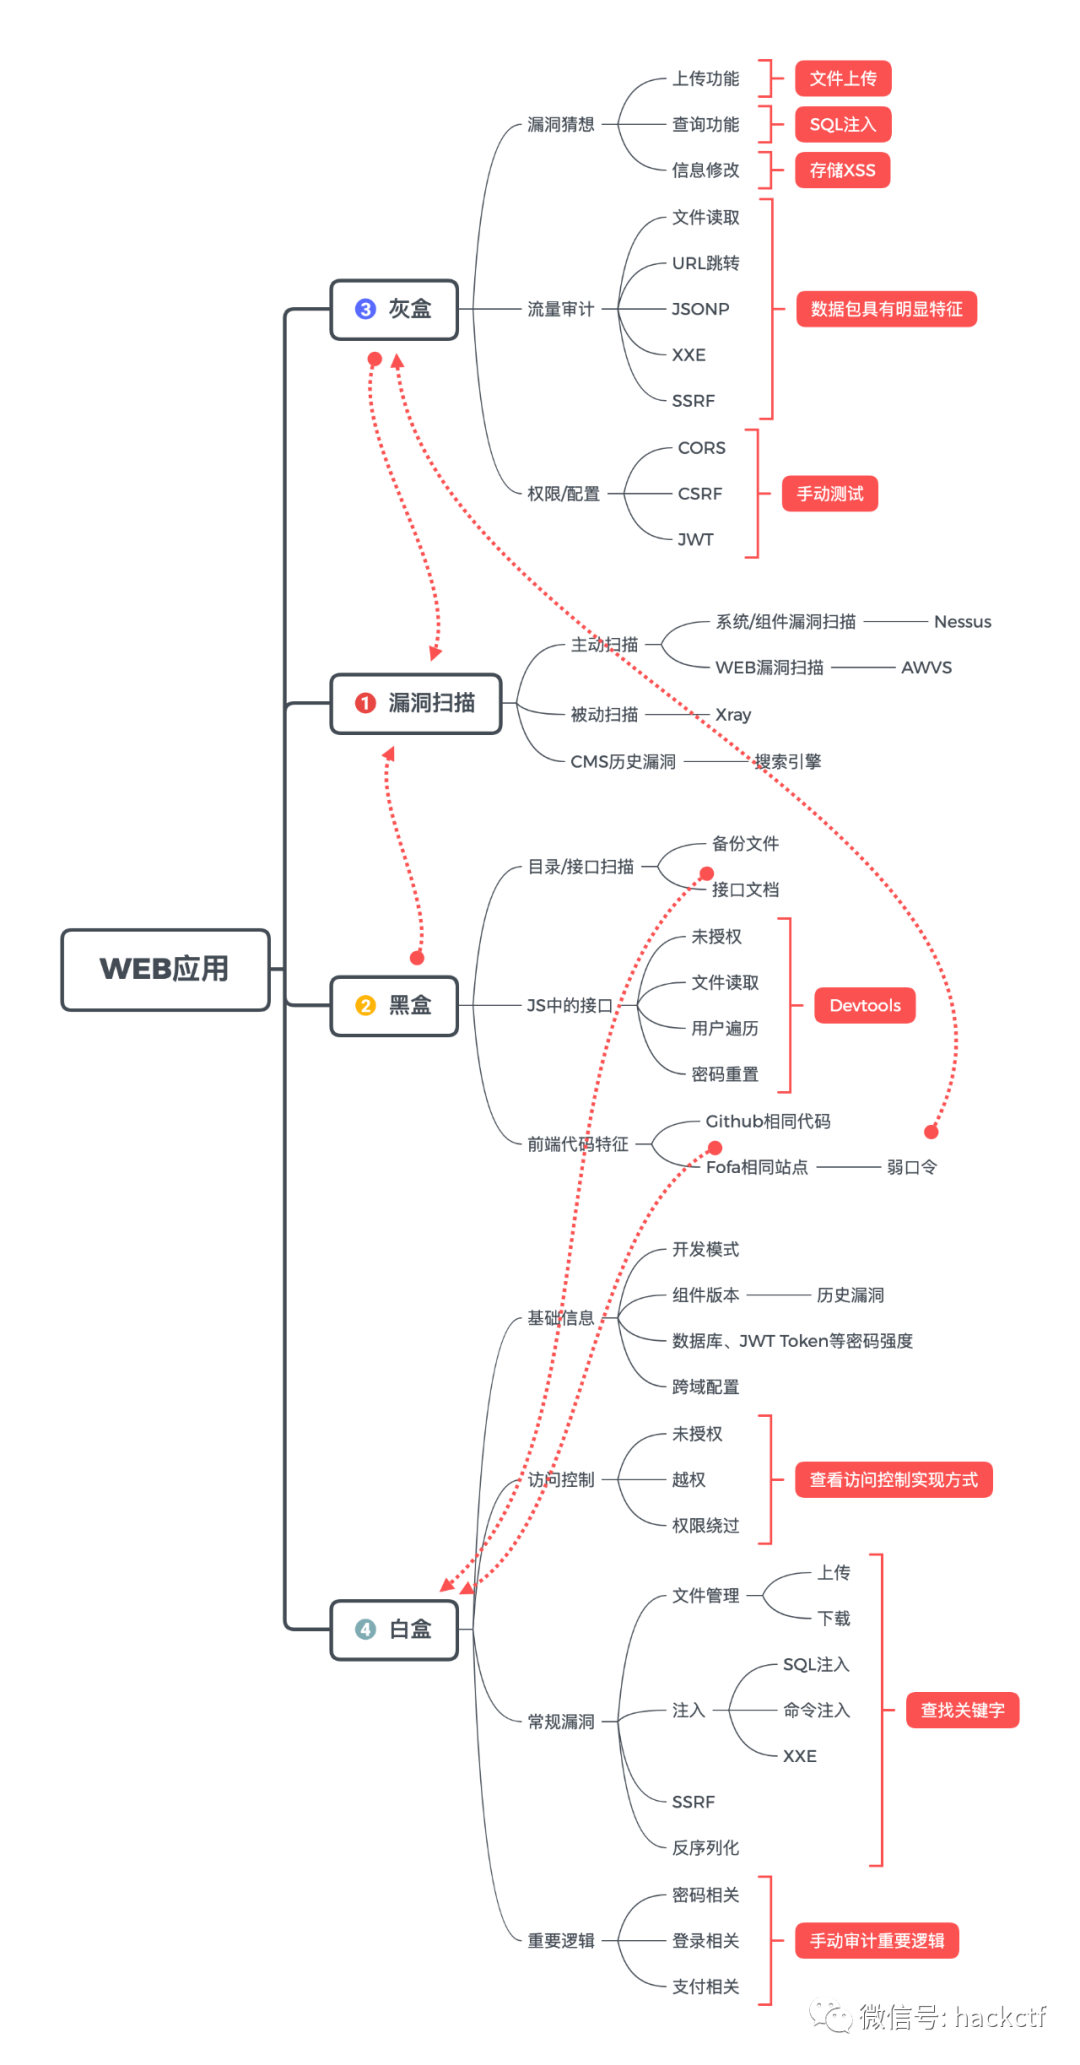 上传功能
文件上传
漏洞猜想
查询功能
SQL注入
信息修改
存储XSS
文件读取
URL跳转
3 灰盒
流量审计
JSONP
数据包具有明显特征
XXE
SSRF
CORS
权限/配置
CSRF
手动测试
JWT
系统/组件漏洞扫描
Nessus
主动扫描
WEB漏洞扫描
AWVS
1 漏洞扫描
被动扫描
Xray
CMS历史漏洞
搜索引擎
备份文件
目录/接口扫描
接口文档
未授权
WEB应用
文件读取
2 黑盒
JS中的接口
Devtools
用户遍历
密码重置
Github相同代码
前端代码特征
Fofa相同站点
弱口令
开发模式
组件版本
历史漏洞
基础信息
数据库、JWT Token等密码强度
跨域配置
未授权
访问控制
越权
查看访问控制实现方式
权限绕过
上传
文件管理
下载
4 白盒
SQL注入
注入
命令注入
查找关键字
常规漏洞
XXE
SSRF
反序列化
密码相关
重要逻辑
登录相关
手动审计重要逻辑
支付相关
微信号: hackctf